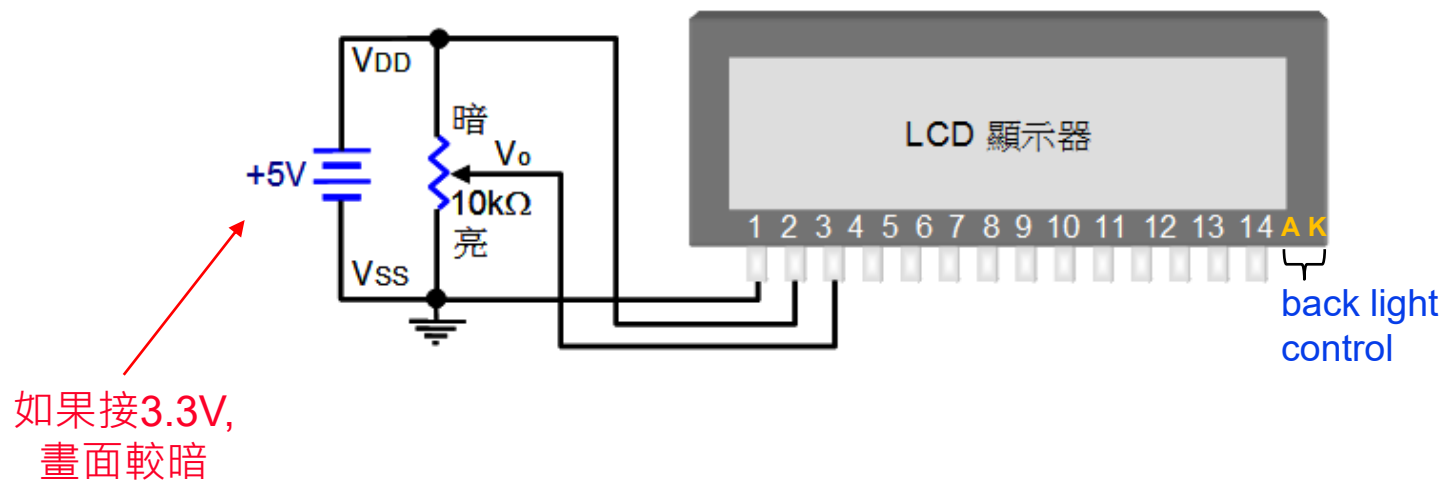 VDD
暗
Vo
+5V
10kΩ
亮
VSS
LCD 顯示器
1 2 3 4 5 6 7 8 9 10 11 12 13 14 A K
back light
control
如果接3.3V,
畫面較暗